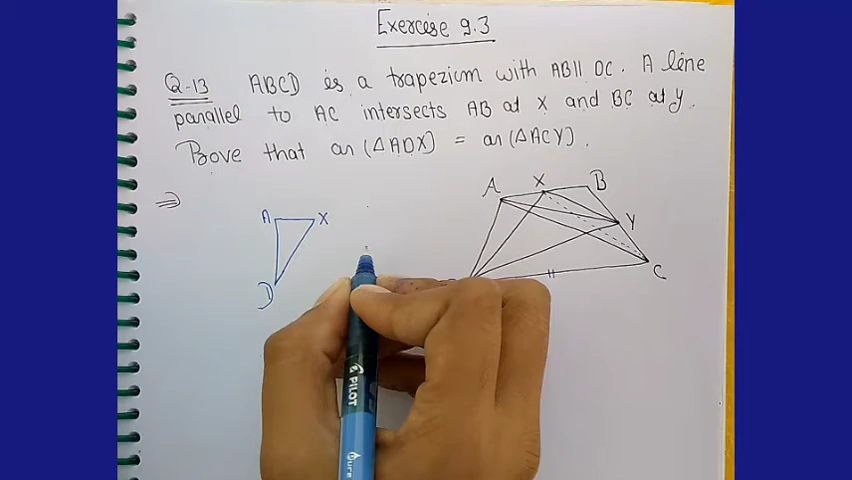 Exercise 9.3
Q-13 ABCD is a trapezium with AB || DC. A line
parallel to AC intersects AB at X and BC at Y.
Prove that ar (△ADX) = ar (△ACY).
⇒
A X
D
A X B
Y
C
PILOT